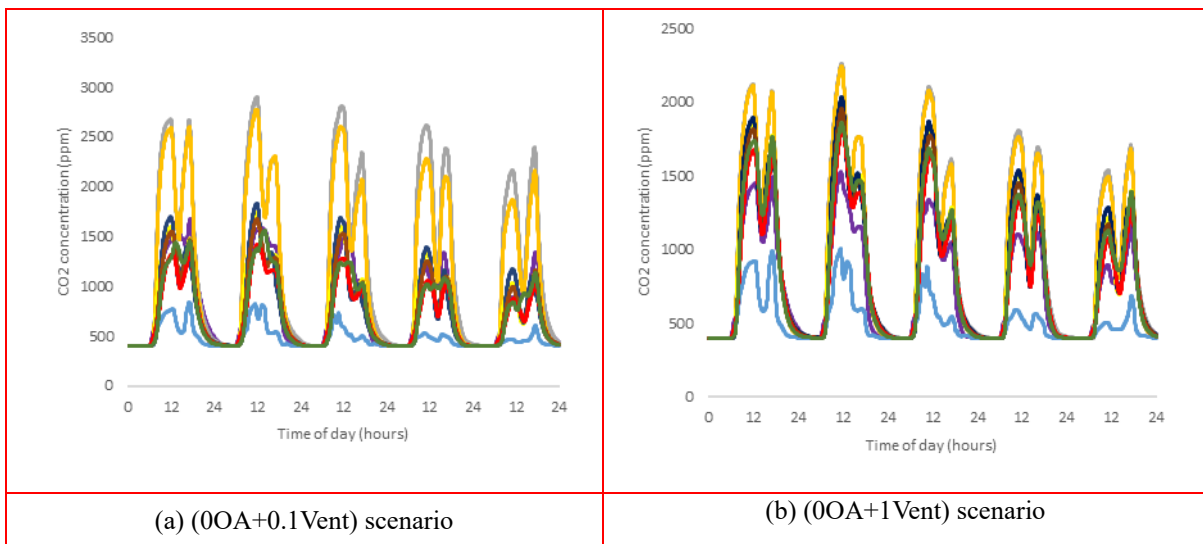 3500
3000
2500
2000
1500
1000
500
0
CO2 concentration (ppm)
0 12 24 12 24 12 24 12 24 12 24
Time of day (hours)
(a) (0OA+0.1Vent) scenario
2500
2000
1500
1000
500
0
CO2 concentration (ppm)
0 12 24 12 24 12 24 12 24 12 24
Time of day (hours)
(b) (0OA+1Vent) scenario